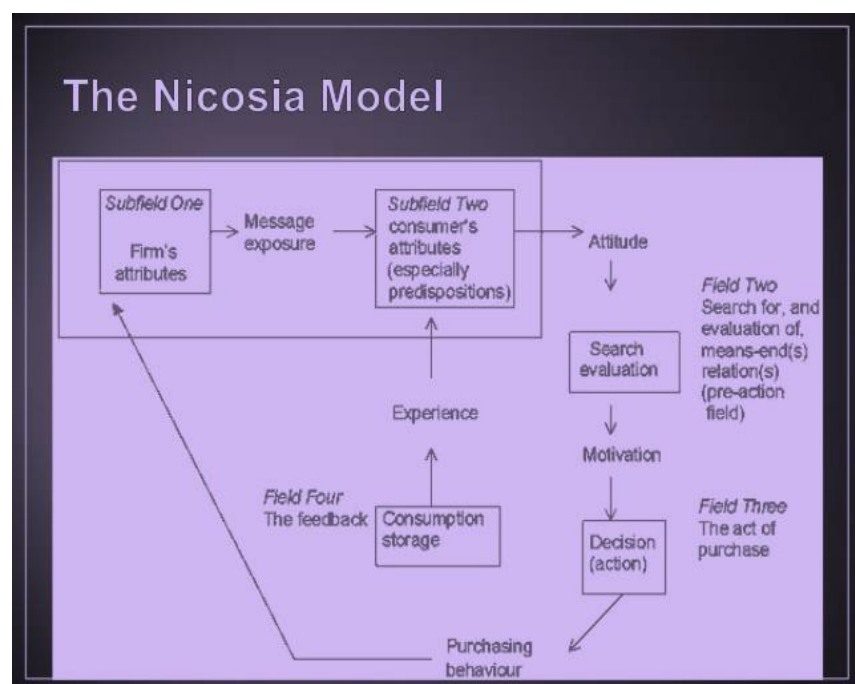 The Nicosia Model
Subfield One
Firm's
attributes
Message
exposure
Subfield Two
consumer's
attributes
(especially
predispositions)
Attitude
Field Two
Search for, and
evaluation of,
means-end(s)
relation(s)
(pre-action
field)
Search
evaluation
Experience
Motivation
Field Four
The feedback
Consumption
storage
Field Three
The act of
purchase
Decision
(action)
Purchasing
behaviour